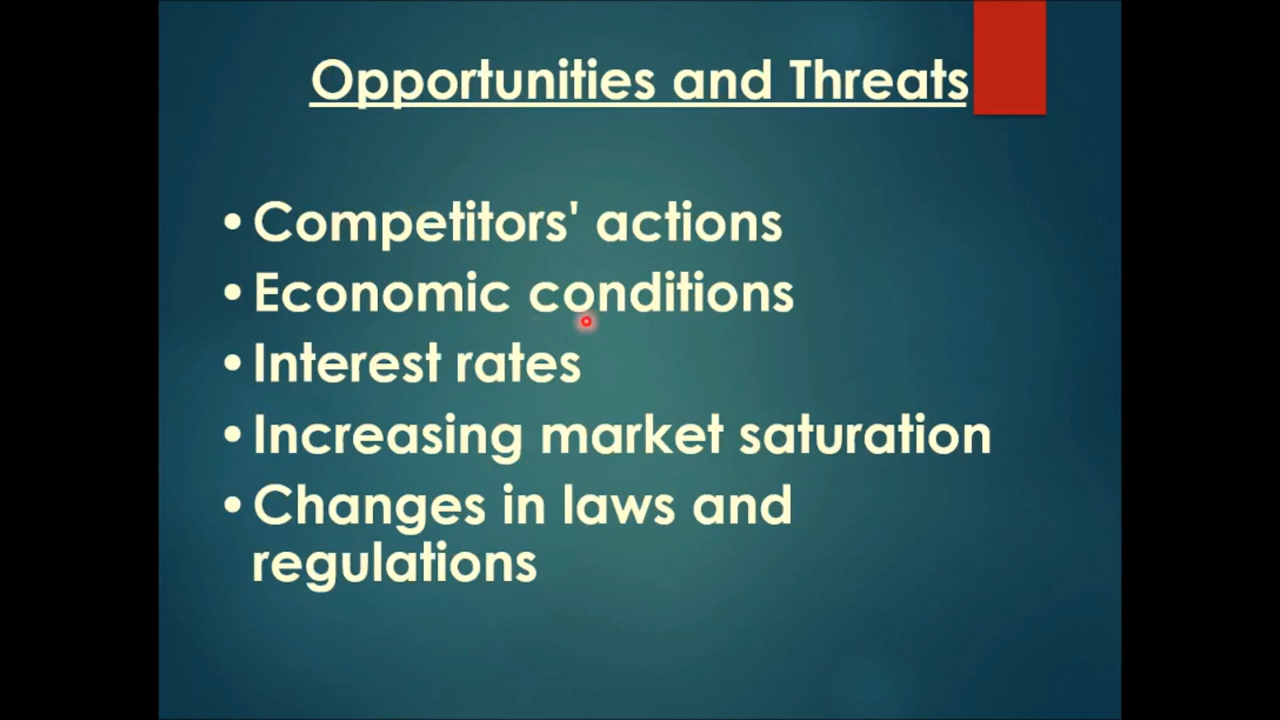 Opportunities and Threats
•Competitors' actions
•Economic conditions
•Interest rates
•Increasing market saturation
•Changes in laws and
regulations